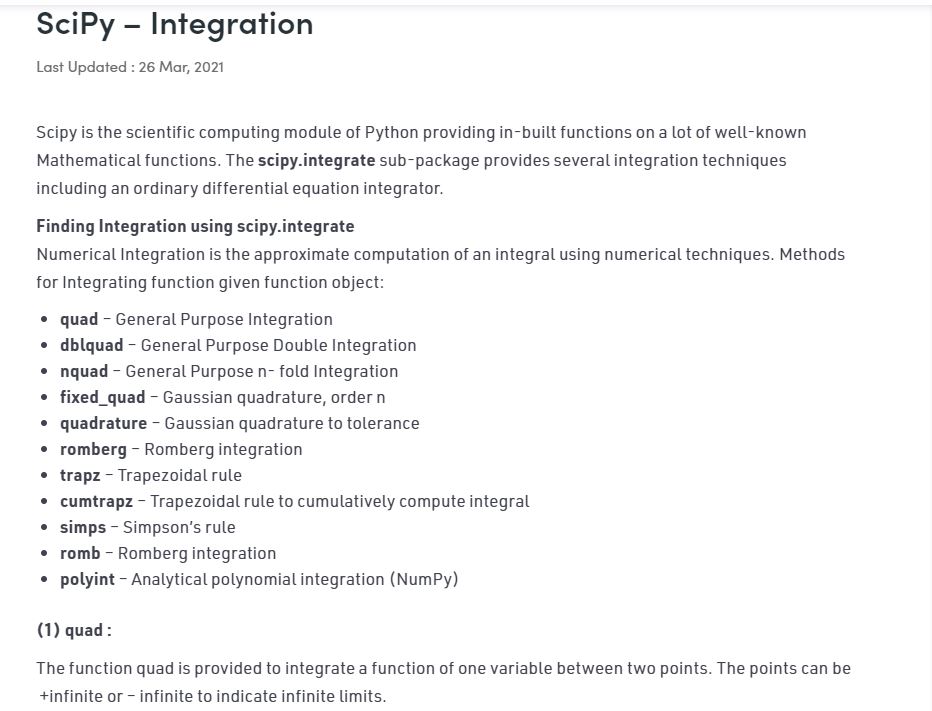 SciPy – Integration
Last Updated : 26 Mar, 2021
Scipy is the scientific computing module of Python providing in-built functions on a lot of well-known
Mathematical functions. The scipy.integrate sub-package provides several integration techniques
including an ordinary differential equation integrator.
Finding Integration using scipy.integrate
Numerical Integration is the approximate computation of an integral using numerical techniques. Methods
for Integrating function given function object:
• quad – General Purpose Integration
• dblquad – General Purpose Double Integration
• nquad – General Purpose n- fold Integration
• fixed_quad – Gaussian quadrature, order n
• quadrature – Gaussian quadrature to tolerance
• romberg – Romberg integration
• trapz – Trapezoidal rule
• cumtrapz – Trapezoidal rule to cumulatively compute integral
• simps – Simpson’s rule
• romb – Romberg integration
• polyint – Analytical polynomial integration (NumPy)
(1) quad :
The function quad is provided to integrate a function of one variable between two points. The points can be
+infinite or – infinite to indicate infinite limits.